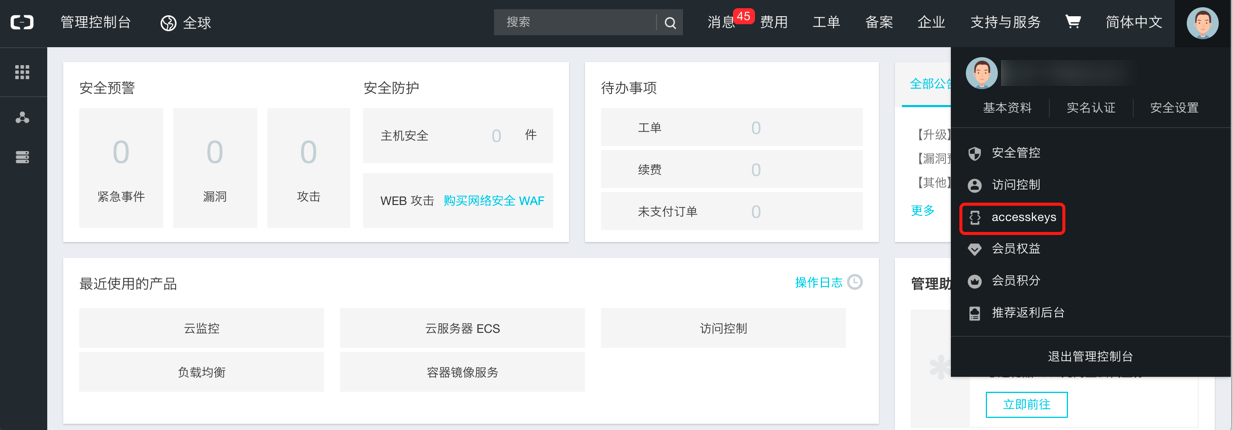 管理控制台
全球
搜索
消息 45
费用
工单
备案
企业
支持与服务
简体中文
安全预警
0
紧急事件
0
漏洞
0
攻击
安全防护
主机安全 0 件
WEB 攻击 购买网络安全 WAF
待办事项
工单 0
续费 0
未支付订单 0
全部公
【升级】
【漏洞
【其他】
更多
基本资料
实名认证
安全设置
安全管控
访问控制
accesskeys
会员权益
会员积分
推荐返利后台
退出管理控制台
最近使用的产品
操作日志
云监控
云服务器 ECS
访问控制
负载均衡
容器镜像服务
管理助
立即前往